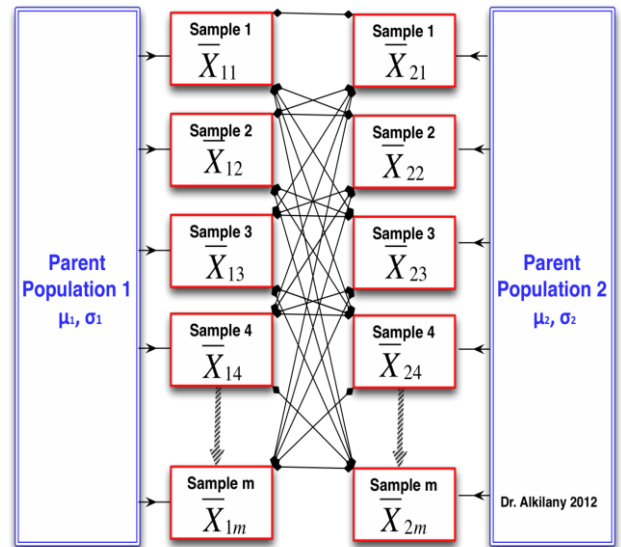 Parent
Population 1
μ₁, σ₁
Sample 1
X̅₁₁
Sample 2
X̅₁₂
Sample 3
X̅₁₃
Sample 4
X̅₁₄
Sample m
X̅₁ₘ
Sample 1
X̅₂₁
Sample 2
X̅₂₂
Sample 3
X̅₂₃
Sample 4
X̅₂₄
Sample m
X̅₂ₘ
Parent
Population 2
μ₂, σ₂
Dr. Alkilany 2012